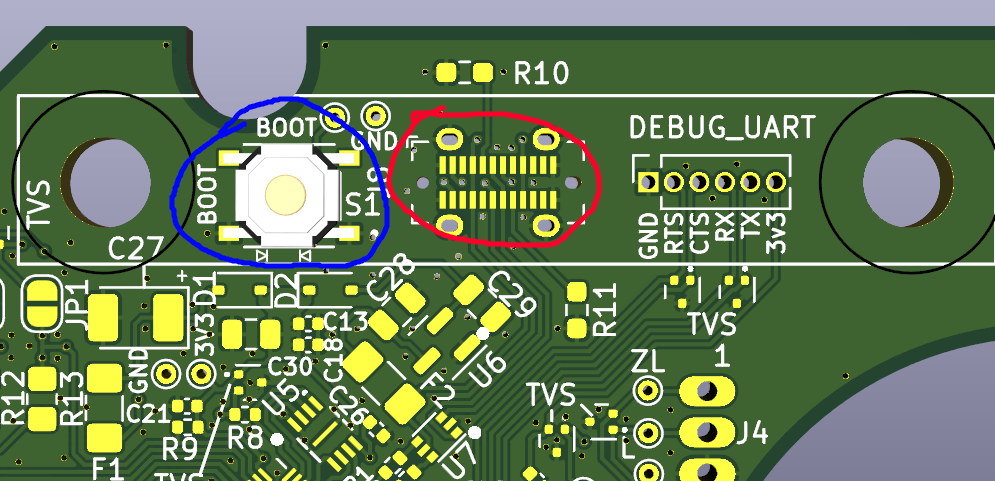 R10
BOOT
GND
DEBUG_UART
BOOT
S1
TVS
GND
RTS
CTS
RX
TX
3v3
C27
+
JP1
D1
D2
C28
C29
R11
TVS
3V3
C13
C18
U6
ZL
1
GND
C30
F2
R12
R13
C21
U5
C26
TVS
R9
R8
L
J4
F1
TVS
U7